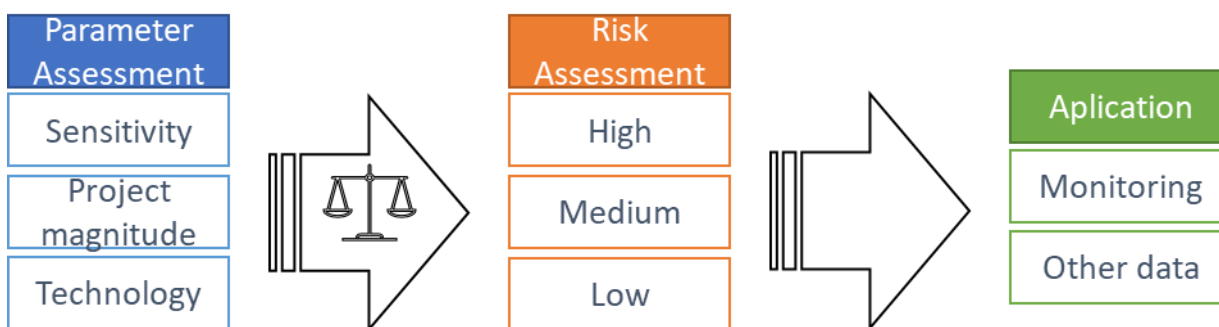 Parameter
Assessment
Sensitivity
Project
magnitude
Technology
Risk
Assessment
High
Medium
Low
Aplication
Monitoring
Other data